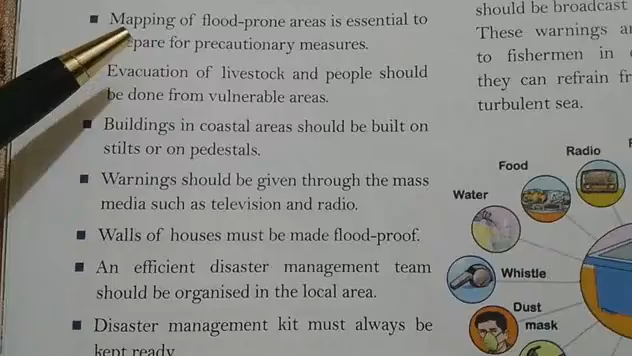 Mapping of flood-prone areas is essential to
prepare for precautionary measures.
Evacuation of livestock and people should
be done from vulnerable areas.
Buildings in coastal areas should be built on
stilts or on pedestals.
Warnings should be given through the mass
media such as television and radio.
Walls of houses must be made flood-proof.
An efficient disaster management team
should be organised in the local area.
Disaster management kit must always be
kept ready
should be broadcast
These warnings
to fishermen in
they can refrain
turbulent sea.
Radio
Food
Water
Whistle
Dust
mask